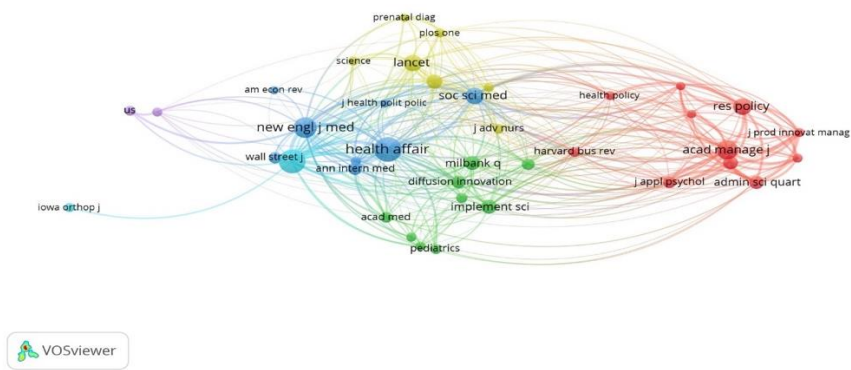 prenatal diag
plos one
science
lancet
am econ rev
j health polit polic
soc sci med
health policy
us
res policy
new engl j med
j adv nurs
j prod innovat manag
health affair
harvard bus rev
acad manage j
wall street j
milbank q
ann intern med
diffusion innovation
j appl psychol
admin sci quart
iowa orthop j
implement sci
acad med
pediatrics
VOSviewer